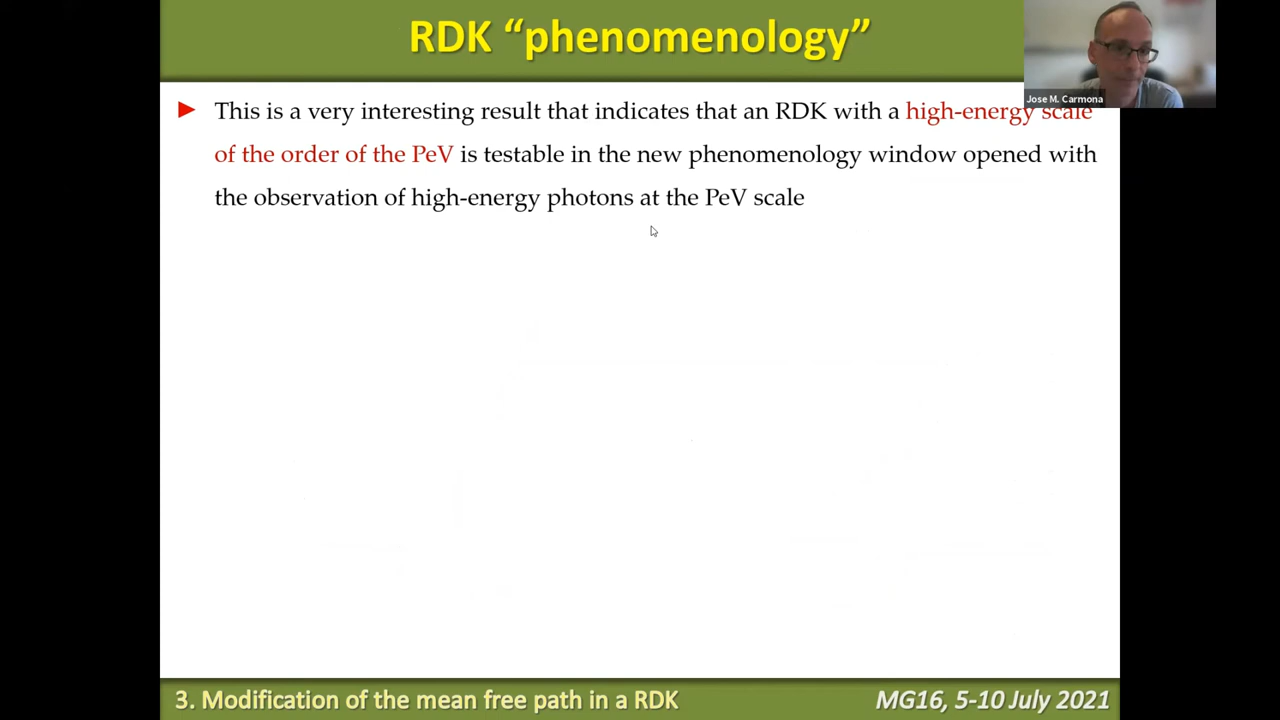 RDK “phenomenology”
Jose M. Carmona
► This is a very interesting result that indicates that an RDK with a high-energy scale
of the order of the PeV is testable in the new phenomenology window opened with
the observation of high-energy photons at the PeV scale
3. Modification of the mean free path in a RDK
MG16, 5-10 July 2021